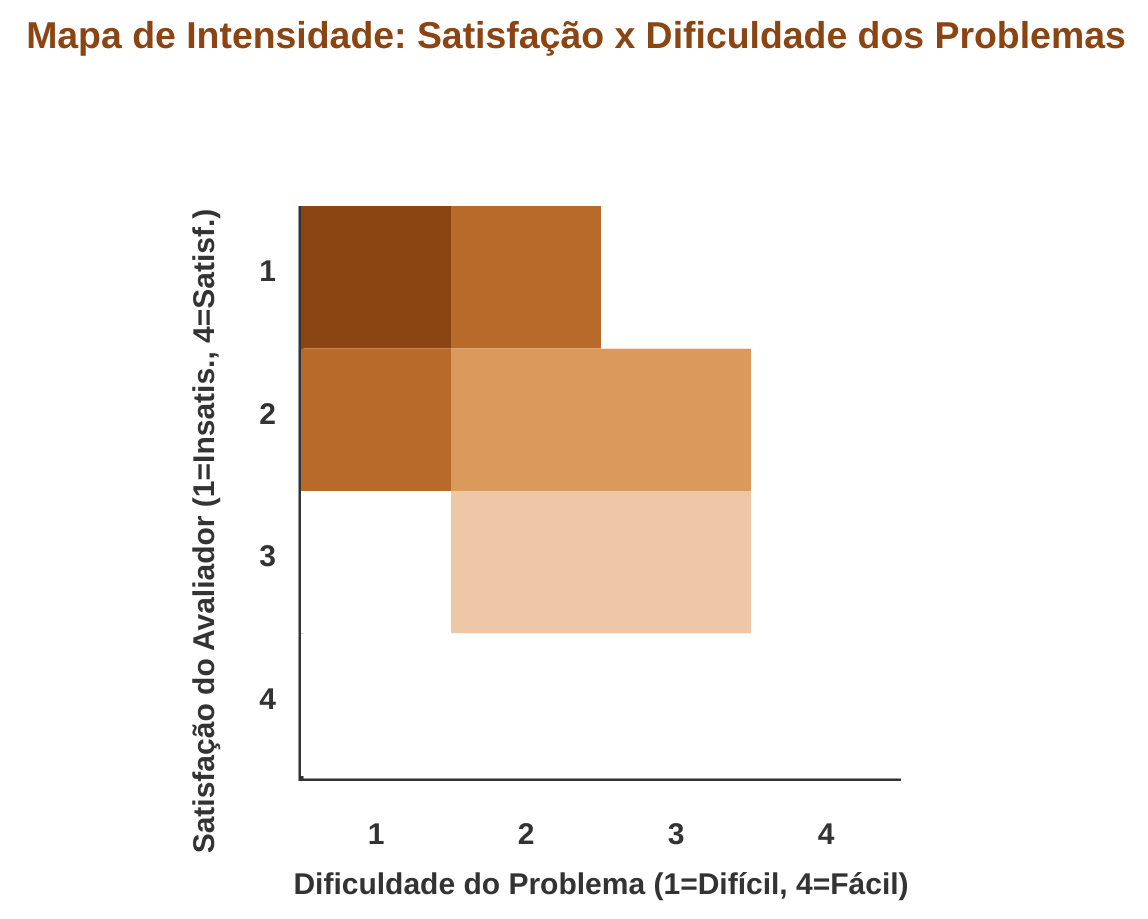 Mapa de Intensidade: Satisfação x Dificuldade dos Problemas
Satisfação do Avaliador (1=Insatis., 4=Satisf.)
1
2
3
4
1 2 3 4
Dificuldade do Problema (1=Difícil, 4=Fácil)